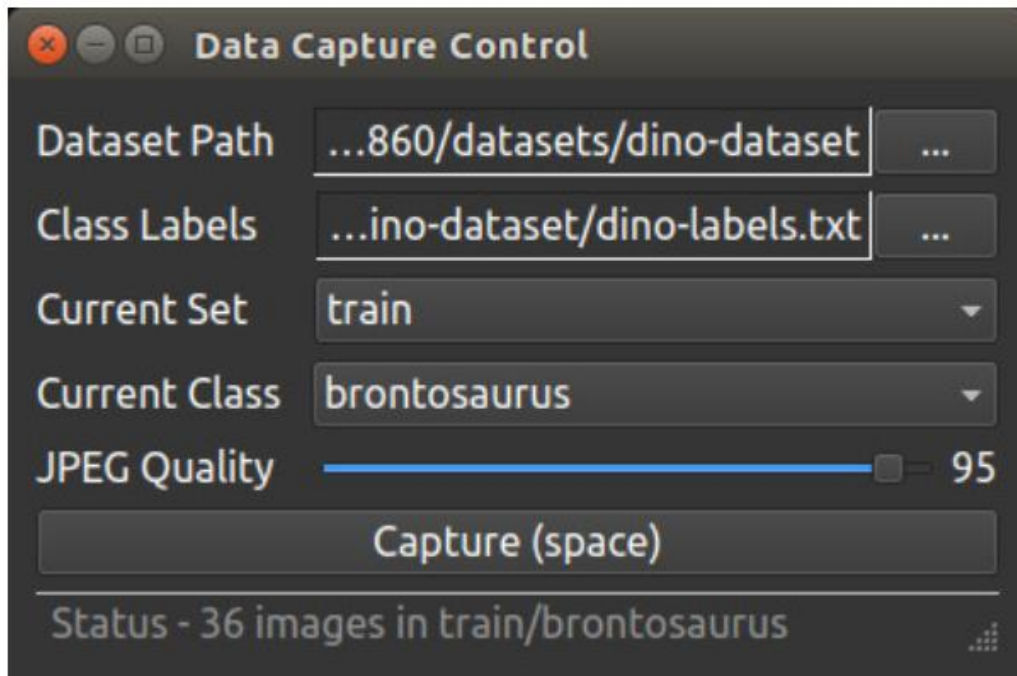 Data Capture Control
Dataset Path ...860/datasets/dino-dataset ...
Class Labels ...ino-dataset/dino-labels.txt ...
Current Set train
Current Class brontosaurus
JPEG Quality 95
Capture (space)
Status - 36 images in train/brontosaurus